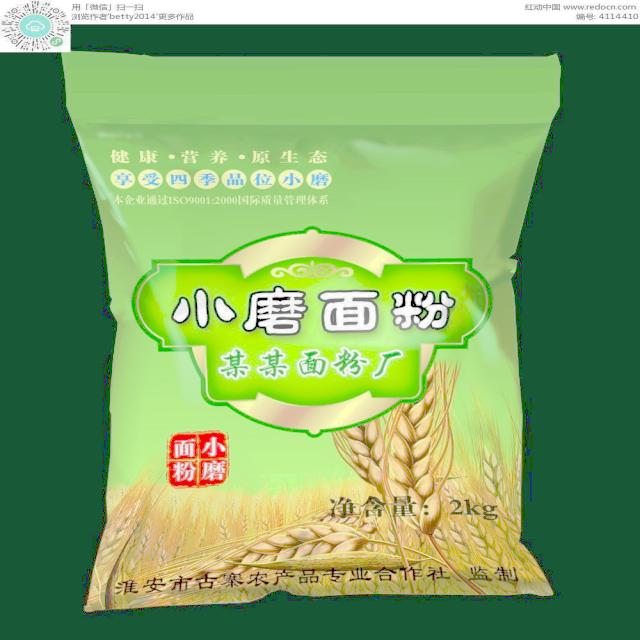 用「微信」扫一扫
浏览作者'betty2014'更多作品
红动中国 www.redocn.com
编号: 4114410
健康·营养·原生态
享受四季品位小磨
本企业通过ISO9001:2000国际质量管理体系
小磨面粉
某某面粉厂
小磨
面粉
净含量：2kg
淮安市古寨农产品专业合作社 监制